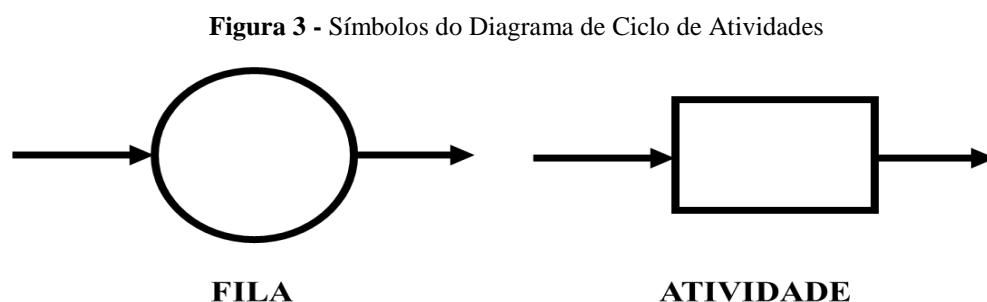 Figura 3 - Símbolos do Diagrama de Ciclo de Atividades
FILA
ATIVIDADE